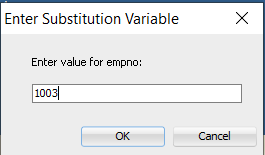 Enter Substitution Variable
Enter value for empno:
1003
OK Cancel